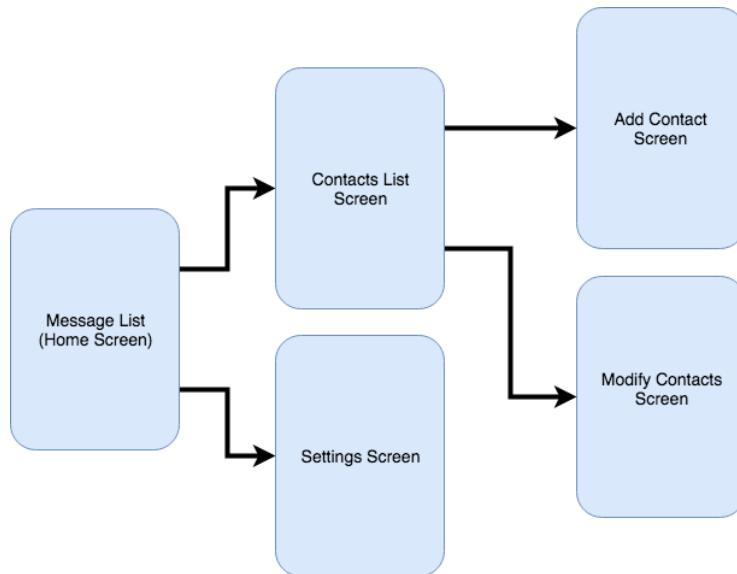 Message List
(Home Screen)
Contacts List
Screen
Settings Screen
Add Contact
Screen
Modify Contacts
Screen